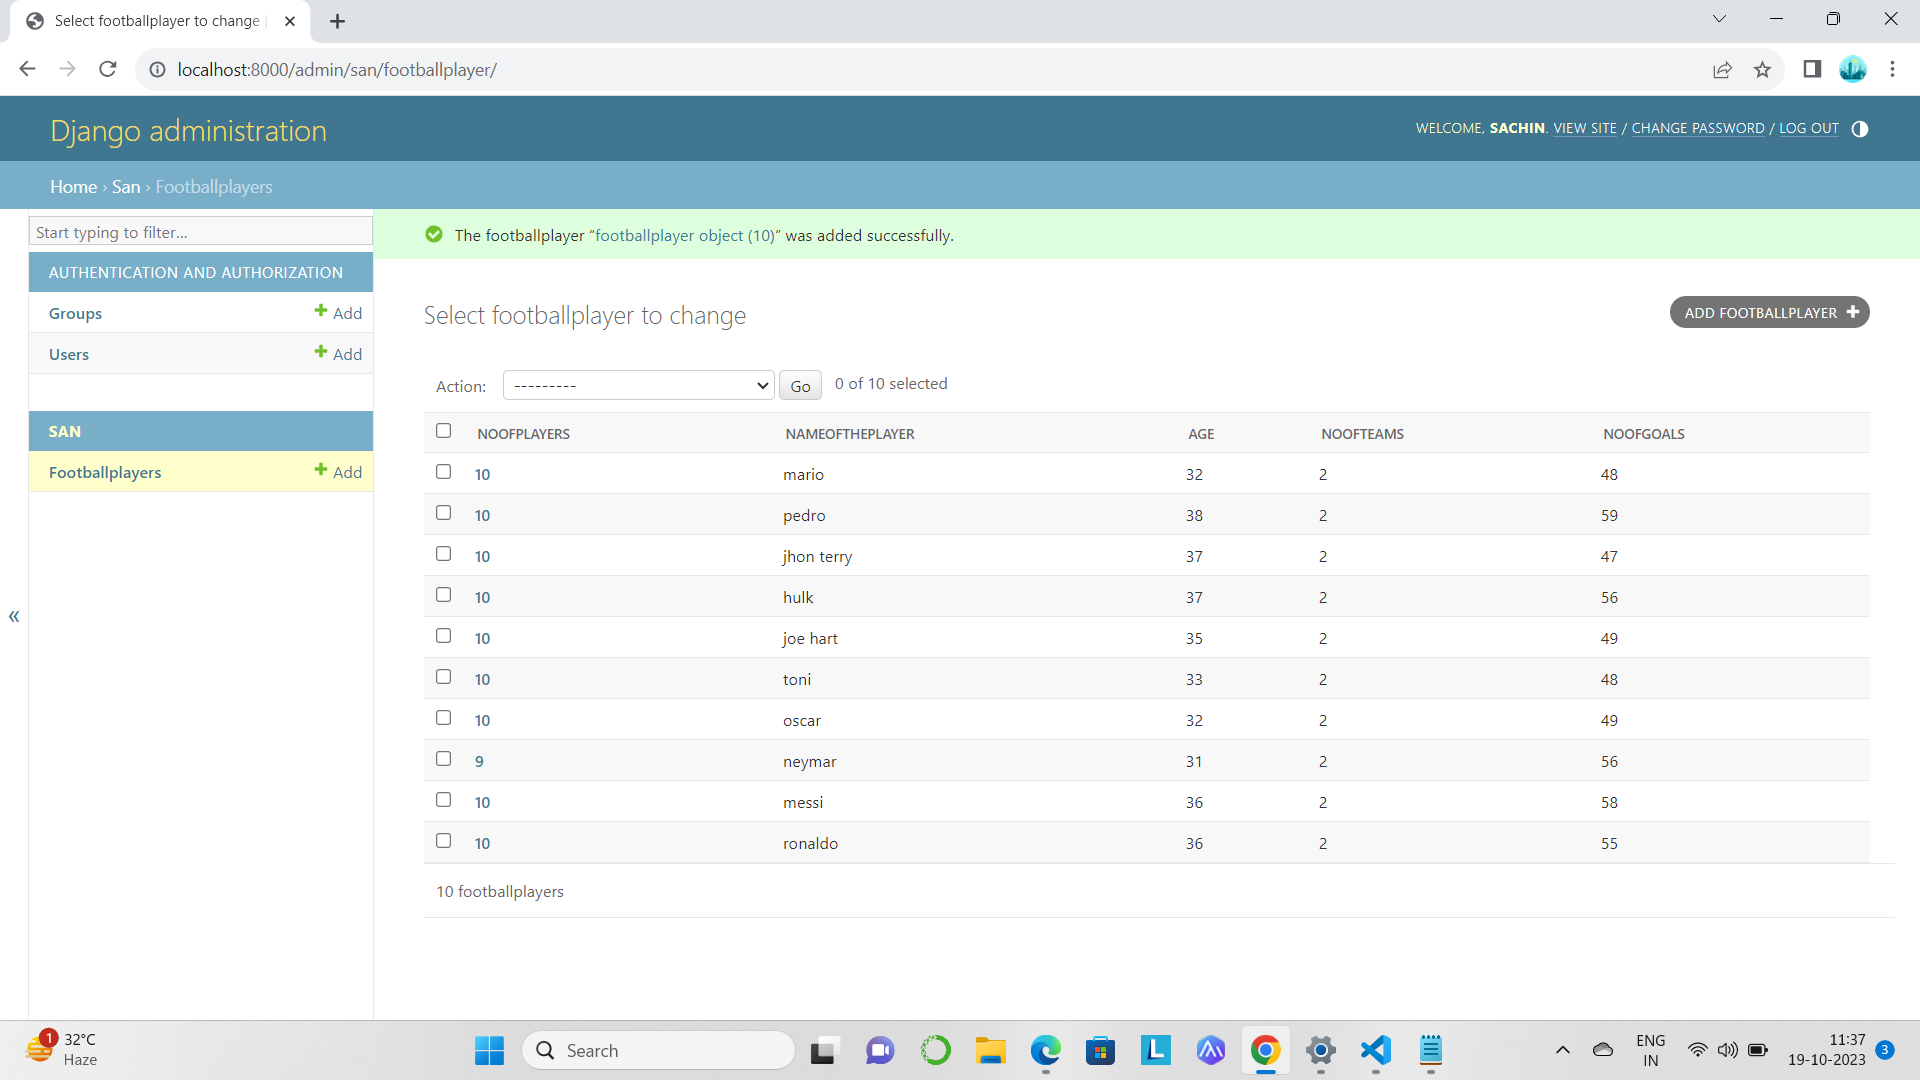 Select footballplayer to change
localhost:8000/admin/san/footballplayer/
Django administration
WELCOME, SACHIN. VIEW SITE / CHANGE PASSWORD / LOG OUT
Home › San › Footballplayers
Start typing to filter...
The footballplayer “footballplayer object (10)” was added successfully.
AUTHENTICATION AND AUTHORIZATION
Groups Add
Users Add
SAN
Footballplayers Add
«
Select footballplayer to change
ADD FOOTBALLPLAYER
Action: --------- Go 0 of 10 selected
NOOFPLAYERS NAMEOFTHEPLAYER AGE NOOFTEAMS NOOFGOALS
10 mario 32 2 48
10 pedro 38 2 59
10 jhon terry 37 2 47
10 hulk 37 2 56
10 joe hart 35 2 49
10 toni 33 2 48
10 oscar 32 2 49
9 neymar 31 2 56
10 messi 36 2 58
10 ronaldo 36 2 55
10 footballplayers
1
32°C
Haze
Search
L
ENG
IN
11:37
19-10-2023
3